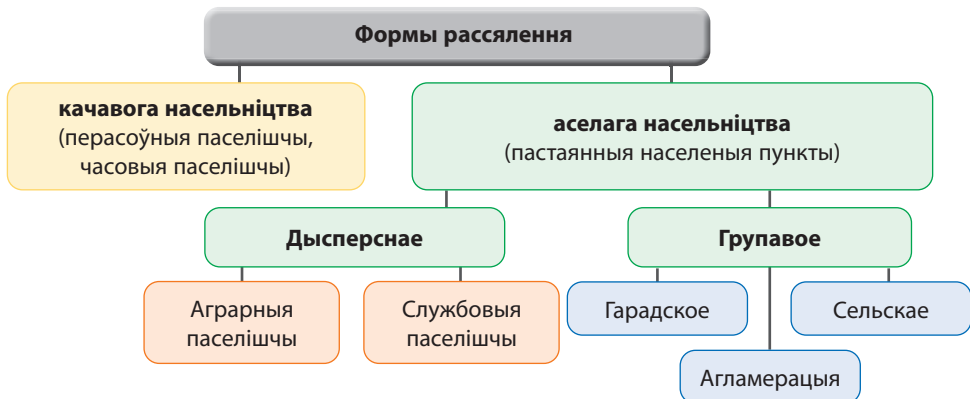 Формы рассялення
качавога насельніцтва
(перасоўныя паселішчы,
часовыя паселішчы)
аселага насельніцтва
(пастаянныя населеныя пункты)
Дысперснае
Групавое
Аграрныя
паселішчы
Службовыя
паселішчы
Гарадское
Сельскае
Агламерацыя